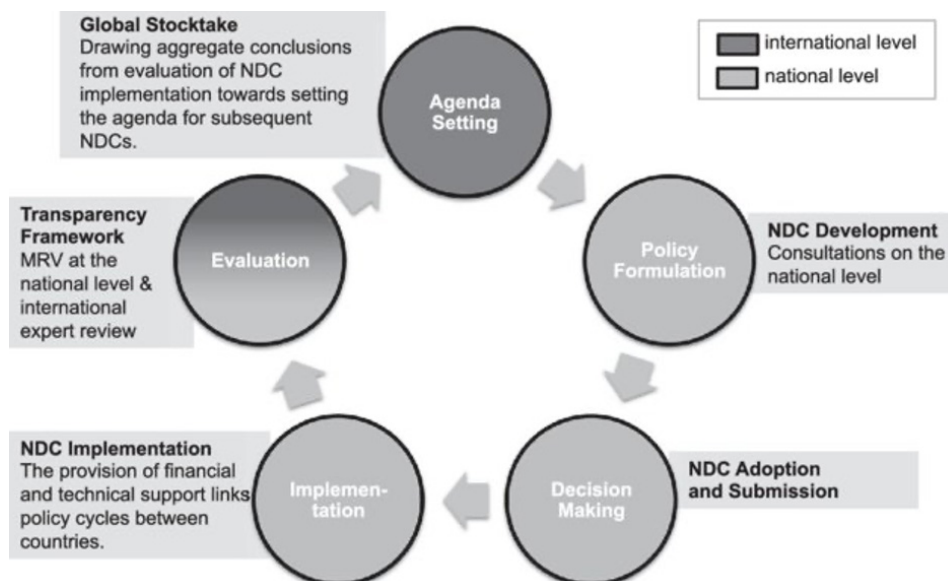 Global Stocktake
Drawing aggregate conclusions
from evaluation of NDC
implementation towards setting
the agenda for subsequent
NDCs.
Agenda
Setting
international level
national level
Transparency
Framework
MRV at the
national level &
international
expert review
Evaluation
Policy
Formulation
NDC Development
Consultations on the
national level
NDC Implementation
The provision of financial
and technical support links
policy cycles between
countries.
Implemen-
tation
Decision
Making
NDC Adoption
and Submission